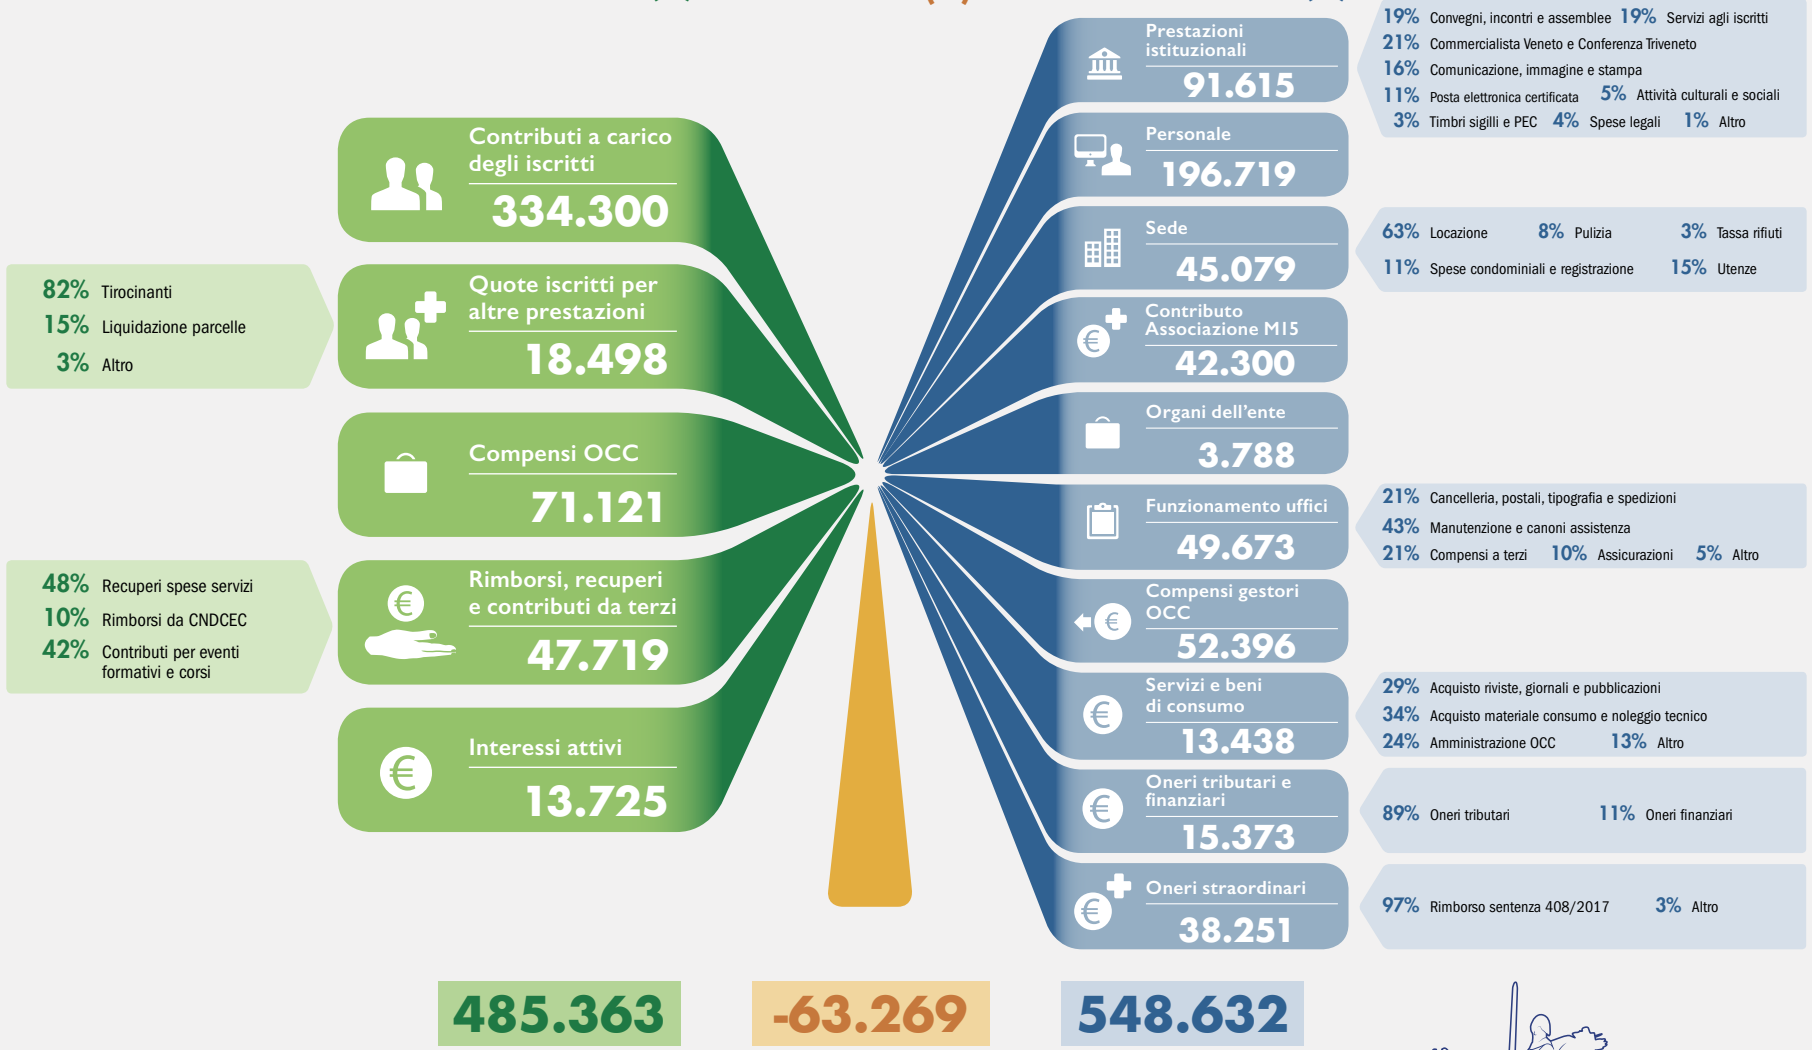 Contributi a carico
degli iscritti
334.300
82% Tirocinanti
15% Liquidazione parcelle
3% Altro
Quote iscritti per
altre prestazioni
18.498
Compensi OCC
71.121
48% Recuperi spese servizi
10% Rimborsi da CNDCEC
42% Contributi per eventi
formativi e corsi
Rimborsi, recuperi
e contributi da terzi
47.719
Interessi attivi
13.725
Prestazioni
istituzionali
91.615
19% Convegni, incontri e assemblee 19% Servizi agli iscritti
21% Commercialista Veneto e Conferenza Triveneto
16% Comunicazione, immagine e stampa
11% Posta elettronica certificata 5% Attività culturali e sociali
3% Timbri sigilli e PEC 4% Spese legali 1% Altro
Personale
196.719
Sede
45.079
63% Locazione 8% Pulizia 3% Tassa rifiuti
11% Spese condominiali e registrazione 15% Utenze
Contributo
Associazione M15
42.300
Organi dell'ente
3.788
Funzionamento uffici
49.673
21% Cancelleria, postali, tipografia e spedizioni
43% Manutenzione e canoni assistenza
21% Compensi a terzi 10% Assicurazioni 5% Altro
Compensi gestori
OCC
52.396
Servizi e beni
di consumo
13.438
29% Acquisto riviste, giornali e pubblicazioni
34% Acquisto materiale consumo e noleggio tecnico
24% Amministrazione OCC 13% Altro
Oneri tributari e
finanziari
15.373
89% Oneri tributari 11% Oneri finanziari
Oneri straordinari
38.251
97% Rimborso sentenza 408/2017 3% Altro
485.363
-63.269
548.632